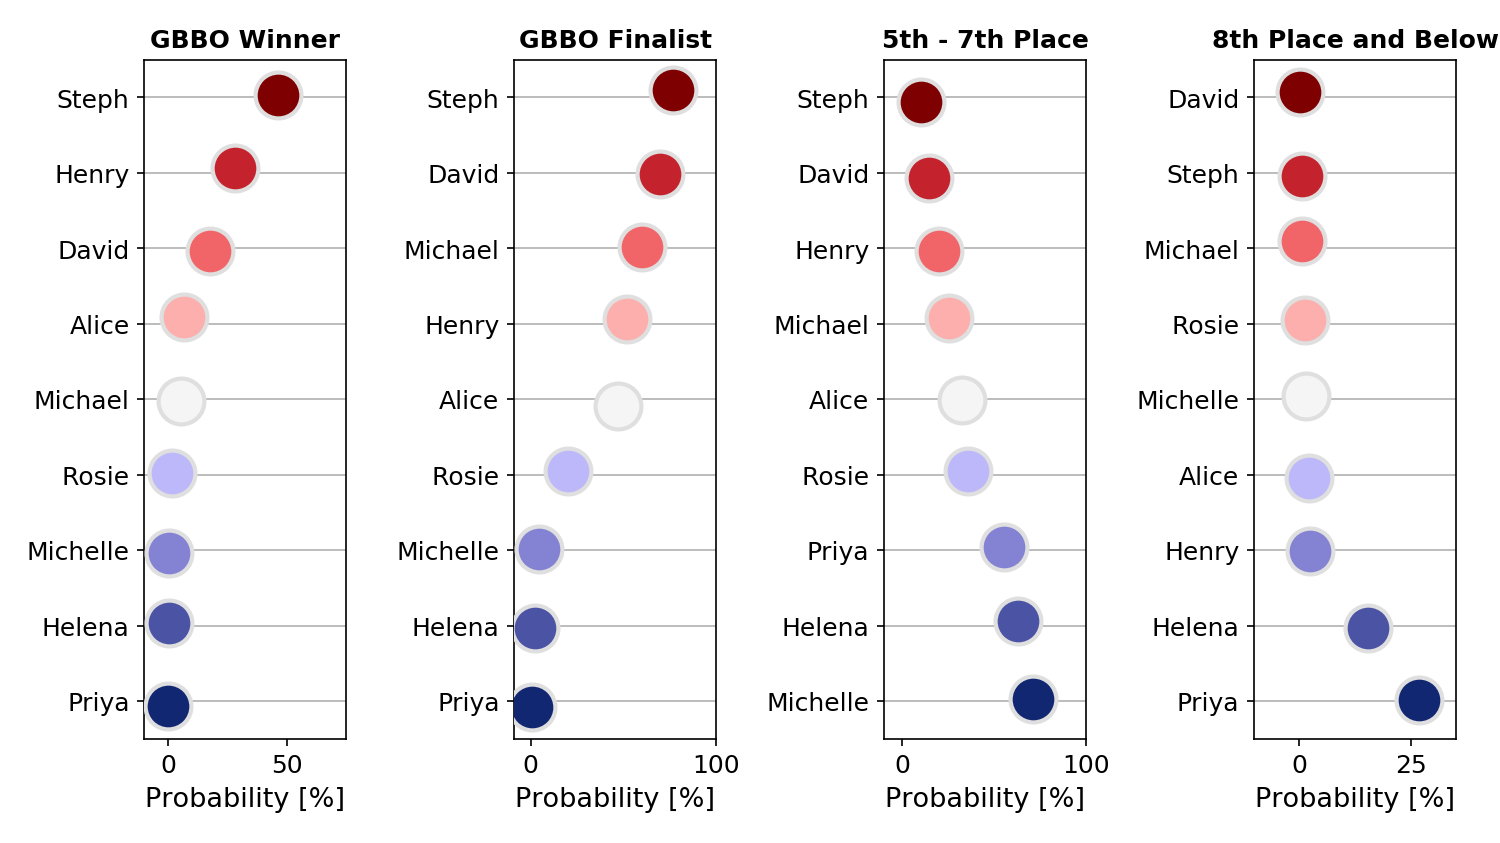 GBBO Winner
Steph
Henry
David
Alice
Michael
Rosie
Michelle
Helena
Priya
0 50
Probability [%]
GBBO Finalist
Steph
David
Michael
Henry
Alice
Rosie
Michelle
Helena
Priya
0 100
Probability [%]
5th - 7th Place
Steph
David
Henry
Michael
Alice
Rosie
Priya
Helena
Michelle
0 100
Probability [%]
8th Place and Below
David
Steph
Michael
Rosie
Michelle
Alice
Henry
Helena
Priya
0 25
Probability [%]